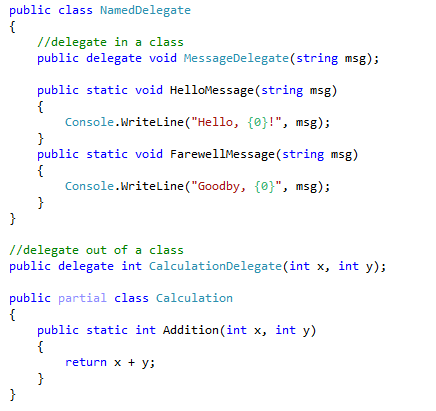 public class NamedDelegate
{
    //delegate in a class
    public delegate void MessageDelegate(string msg);

    public static void HelloMessage(string msg)
    {
        Console.WriteLine("Hello, {0}!", msg);
    }
    public static void FarewellMessage(string msg)
    {
        Console.WriteLine("Goodby, {0}", msg);
    }
}

//delegate out of a class
public delegate int CalculationDelegate(int x, int y);

public partial class Calculation
{
    public static int Addition(int x, int y)
    {
        return x + y;
    }
}